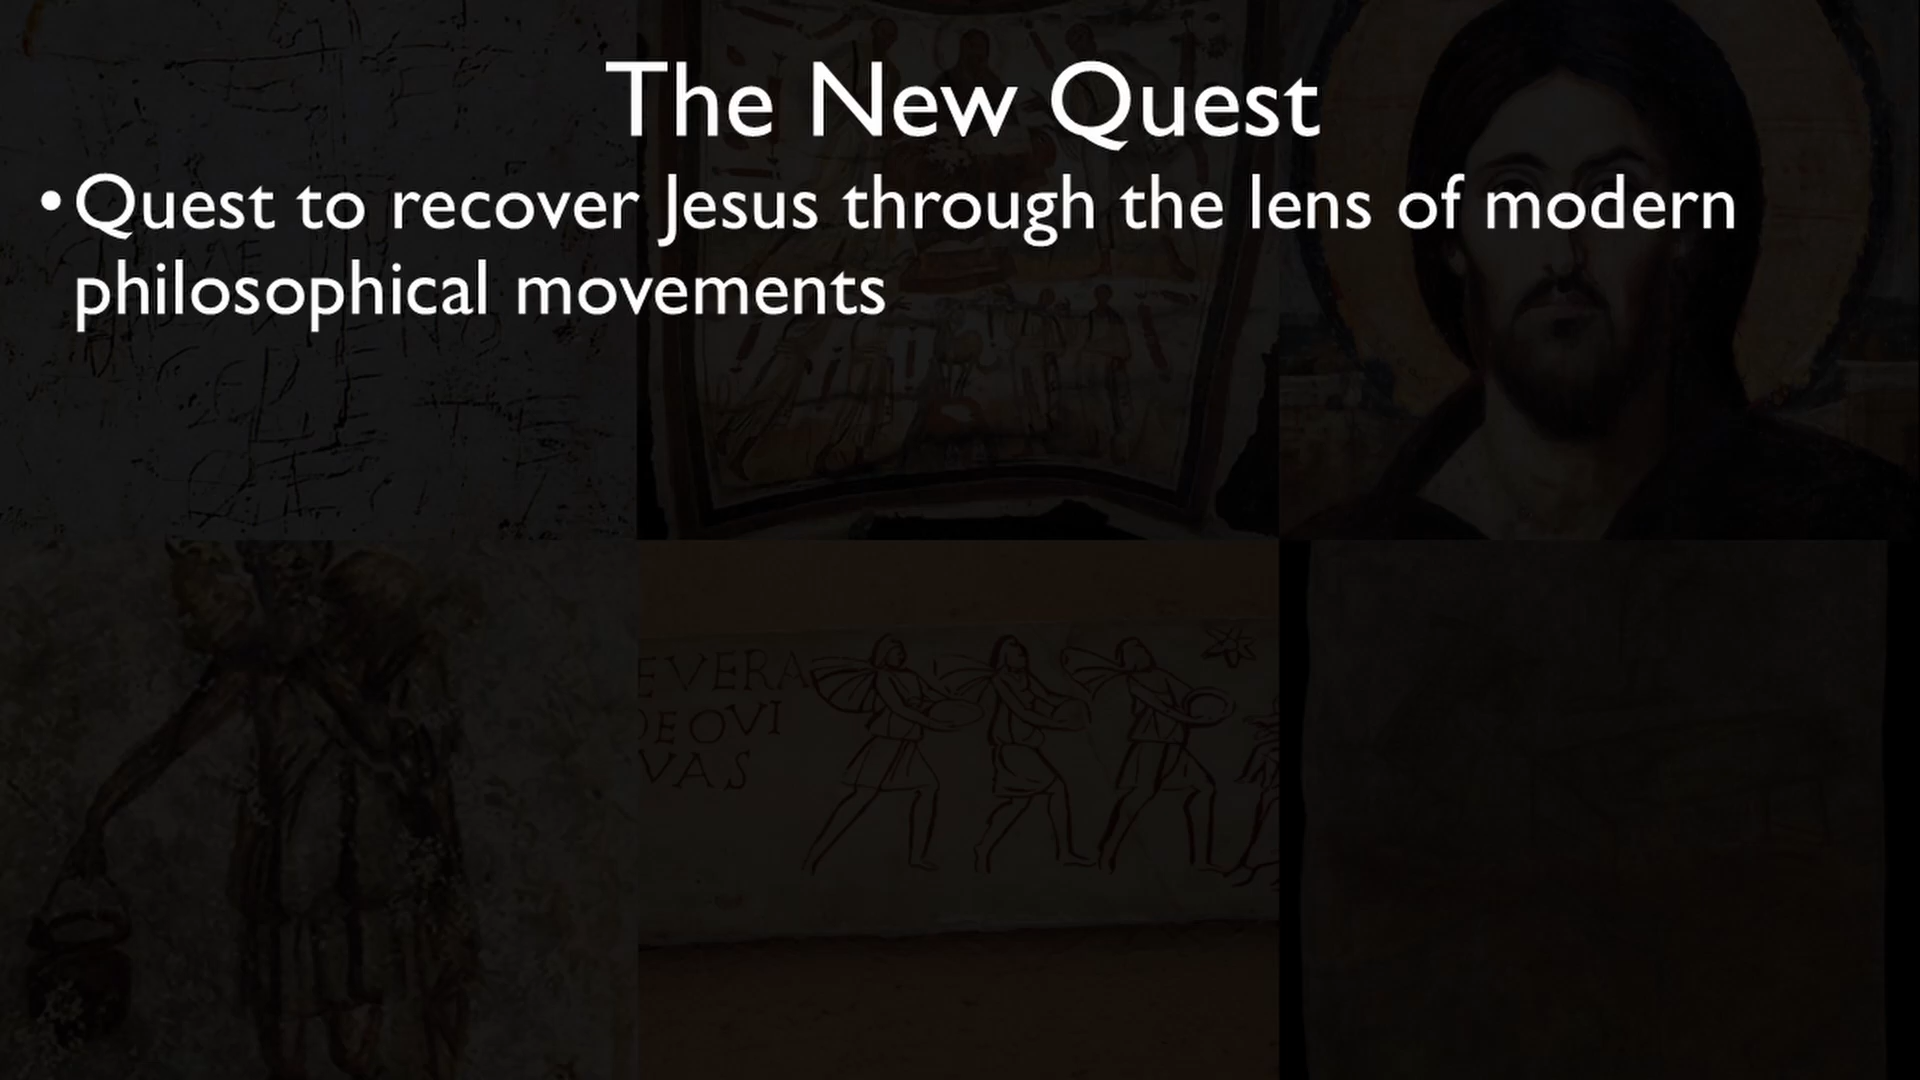 The New Quest
•Quest to recover Jesus through the lens of modern
philosophical movements
EVERA
DEOVI
VAS